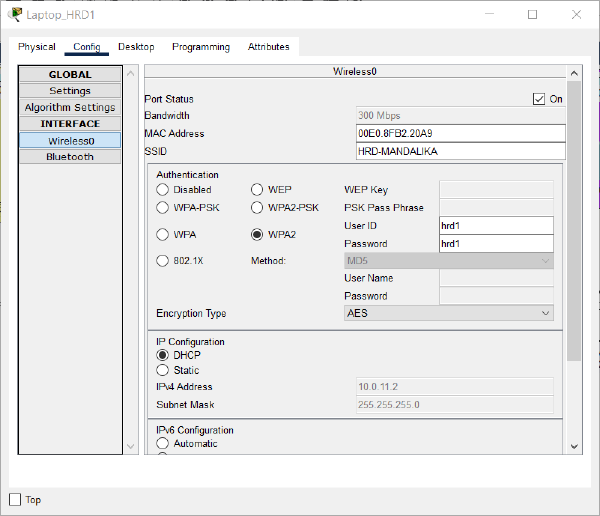 Laptop_HRD1
Physical Config Desktop Programming Attributes
GLOBAL
Settings
Algorithm Settings
INTERFACE
Wireless0
Bluetooth
Wireless0
Port Status On
Bandwidth 300 Mbps
MAC Address 00E0.8FB2.20A9
SSID HRD-MANDALIKA
Authentication
Disabled WEP WEP Key
WPA-PSK WPA2-PSK PSK Pass Phrase
User ID hrd1
WPA WPA2
Password hrd1
802.1X Method: MD5
User Name
Password
Encryption Type AES
IP Configuration
DHCP
Static
IPv4 Address 10.0.11.2
Subnet Mask 255.255.255.0
IPv6 Configuration
Automatic
Top